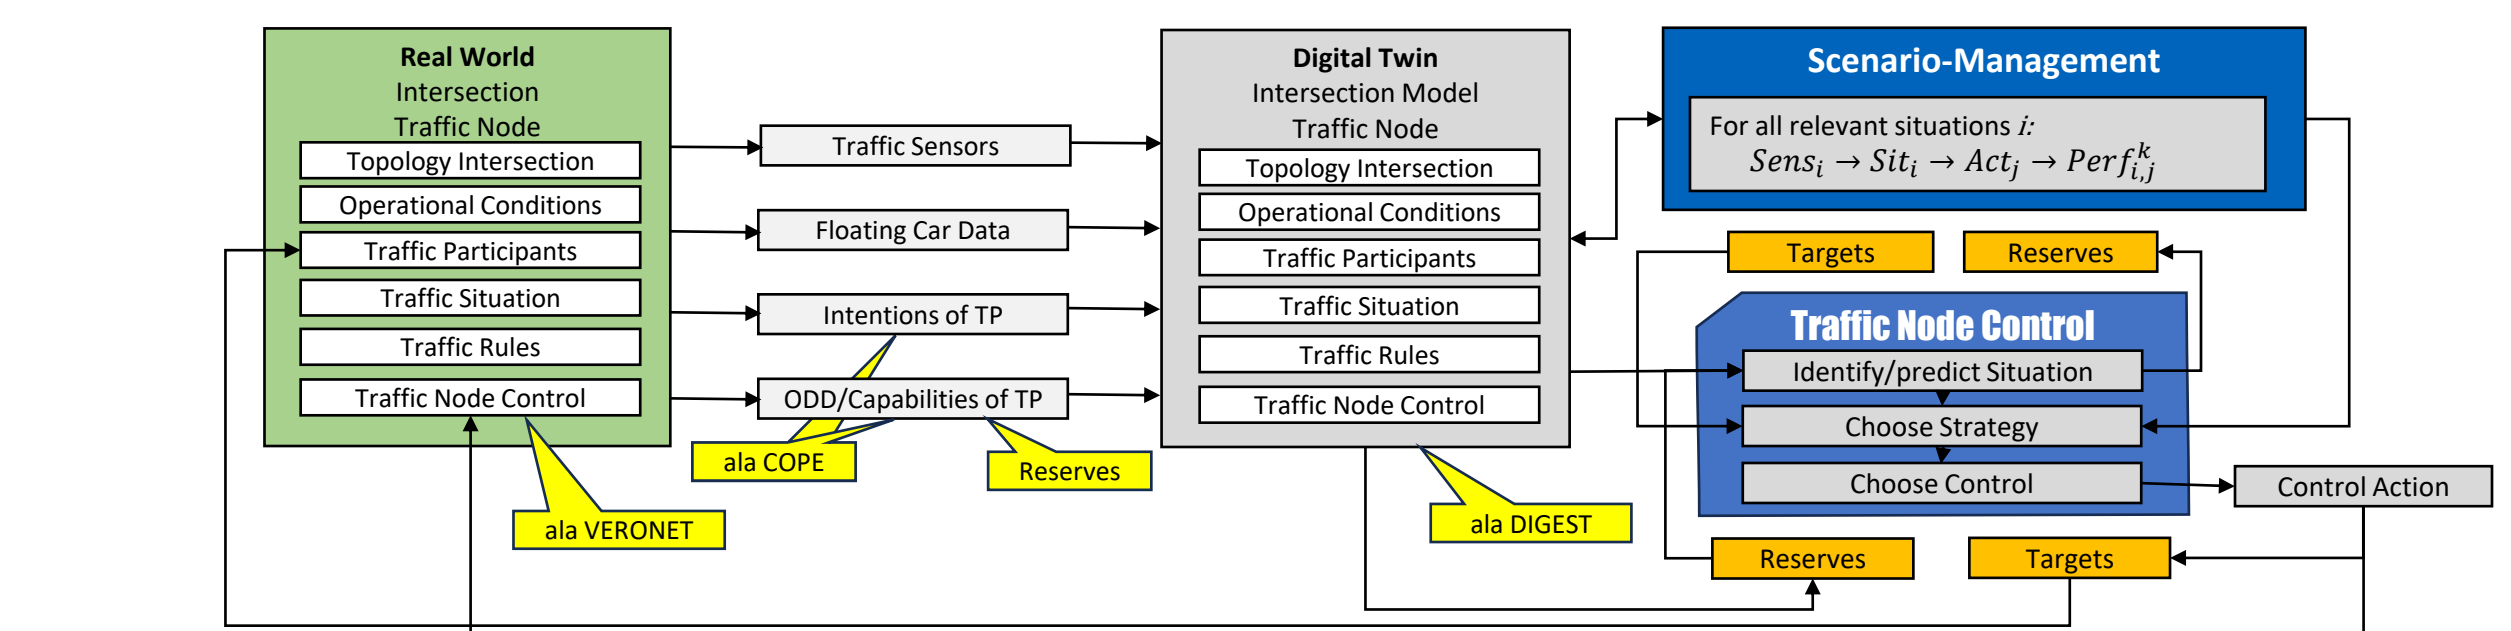 Real World
Intersection
Traffic Node
Topology Intersection
Operational Conditions
Traffic Participants
Traffic Situation
Traffic Rules
Traffic Node Control
ala VERONET
Traffic Sensors
Floating Car Data
Intentions of TP
ODD/Capabilities of TP
ala COPE
Reserves
Digital Twin
Intersection Model
Traffic Node
Topology Intersection
Operational Conditions
Traffic Participants
Traffic Situation
Traffic Rules
Traffic Node Control
ala DIGEST
Scenario-Management
For all relevant situations i:
Sens_i → Sit_i → Act_j → Perf_{i,j}^k
Targets
Reserves
Traffic Node Control
Identify/predict Situation
Choose Strategy
Choose Control
Control Action
Reserves
Targets